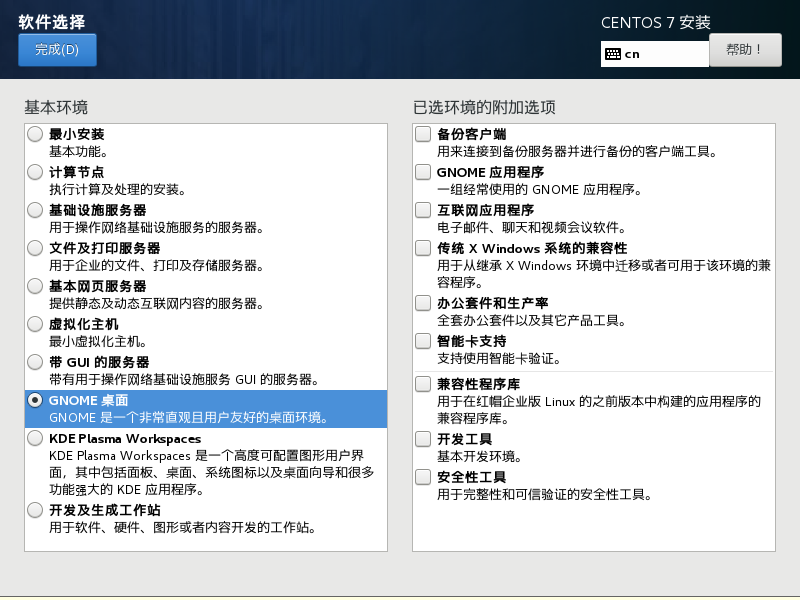 软件选择
完成(D)
CENTOS 7 安装
cn
帮助！
基本环境
最小安装
基本功能。
计算节点
执行计算及处理的安装。
基础设施服务器
用于操作网络基础设施服务的服务器。
文件及打印服务器
用于企业的文件、打印及存储服务器。
基本网页服务器
提供静态及动态互联网内容的服务器。
虚拟化主机
最小虚拟化主机。
带 GUI 的服务器
带有用于操作网络基础设施服务 GUI 的服务器。
GNOME 桌面
GNOME 是一个非常直观且用户友好的桌面环境。
KDE Plasma Workspaces
KDE Plasma Workspaces 是一个高度可配置图形用户界
面，其中包括面板、桌面、系统图标以及桌面向导和很多
功能强大的 KDE 应用程序。
开发及生成工作站
用于软件、硬件、图形或者内容开发的工作站。
已选环境的附加选项
备份客户端
用来连接到备份服务器并进行备份的客户端工具。
GNOME 应用程序
一组经常使用的 GNOME 应用程序。
互联网应用程序
电子邮件、聊天和视频会议软件。
传统 X Windows 系统的兼容性
用于从继承 X Windows 环境中迁移或者可用于该环境的兼
容程序。
办公套件和生产率
全套办公套件以及其它产品工具。
智能卡支持
支持使用智能卡验证。
兼容性程序库
用于在红帽企业版 Linux 的之前版本中构建的应用程序的
兼容程序库。
开发工具
基本开发环境。
安全性工具
用于完整性和可信验证的安全性工具。